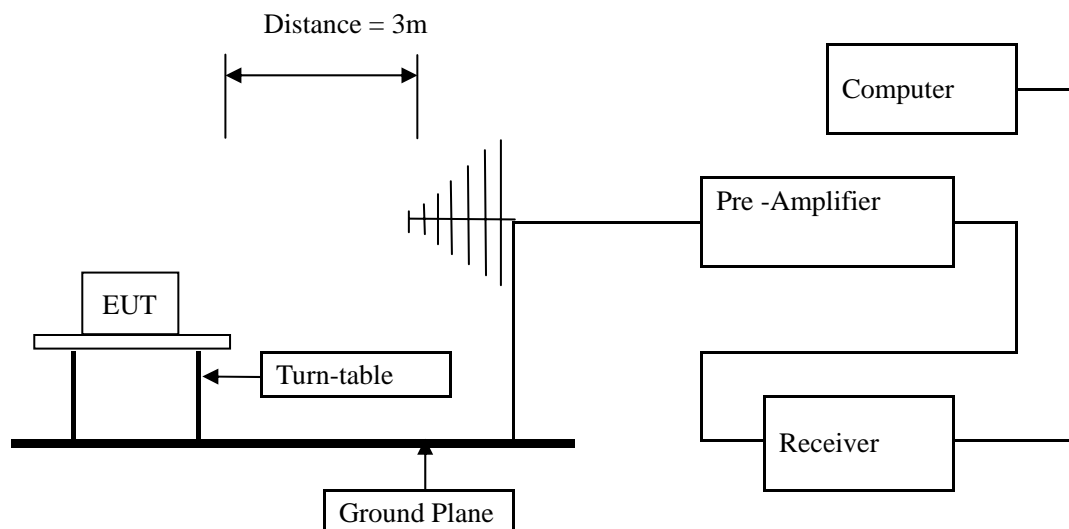 Distance = 3m
Computer
Pre -Amplifier
EUT
Turn-table
Receiver
Ground Plane